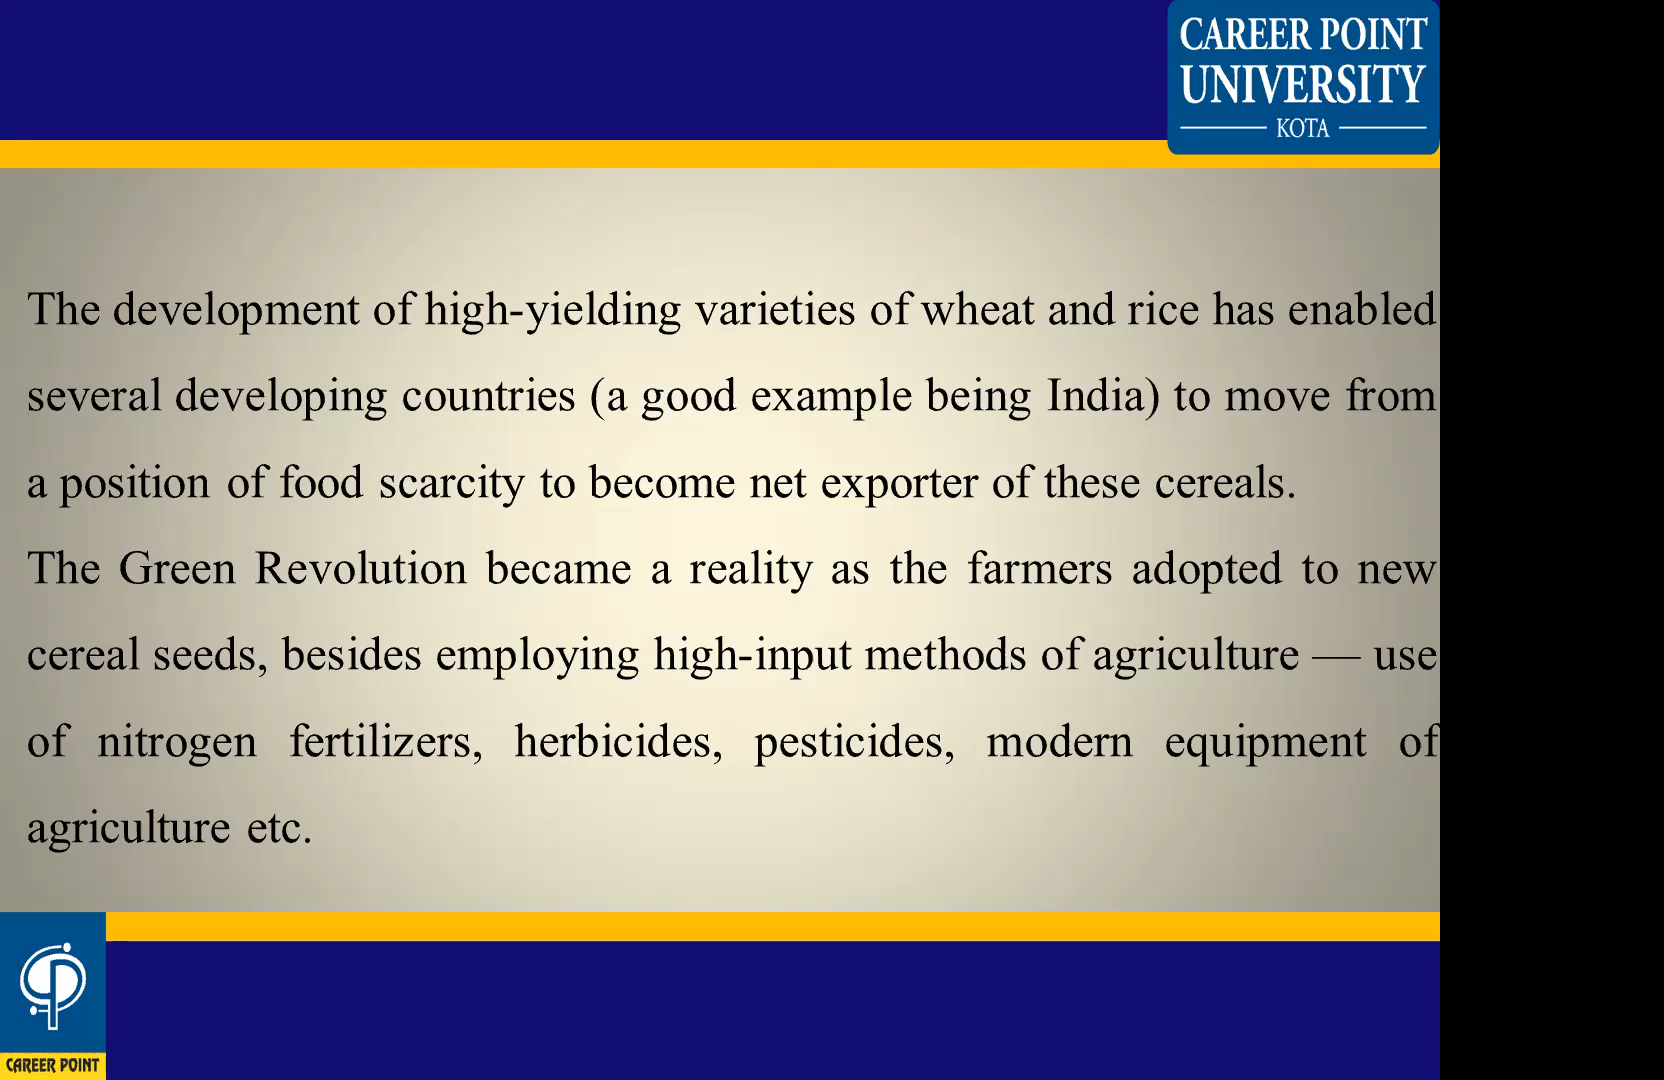 CAREER POINT
UNIVERSITY
KOTA
The development of high-yielding varieties of wheat and rice has enabled
several developing countries (a good example being India) to move from
a position of food scarcity to become net exporter of these cereals.
The Green Revolution became a reality as the farmers adopted to new
cereal seeds, besides employing high-input methods of agriculture — use
of nitrogen fertilizers, herbicides, pesticides, modern equipment of
agriculture etc.
CAREER POINT